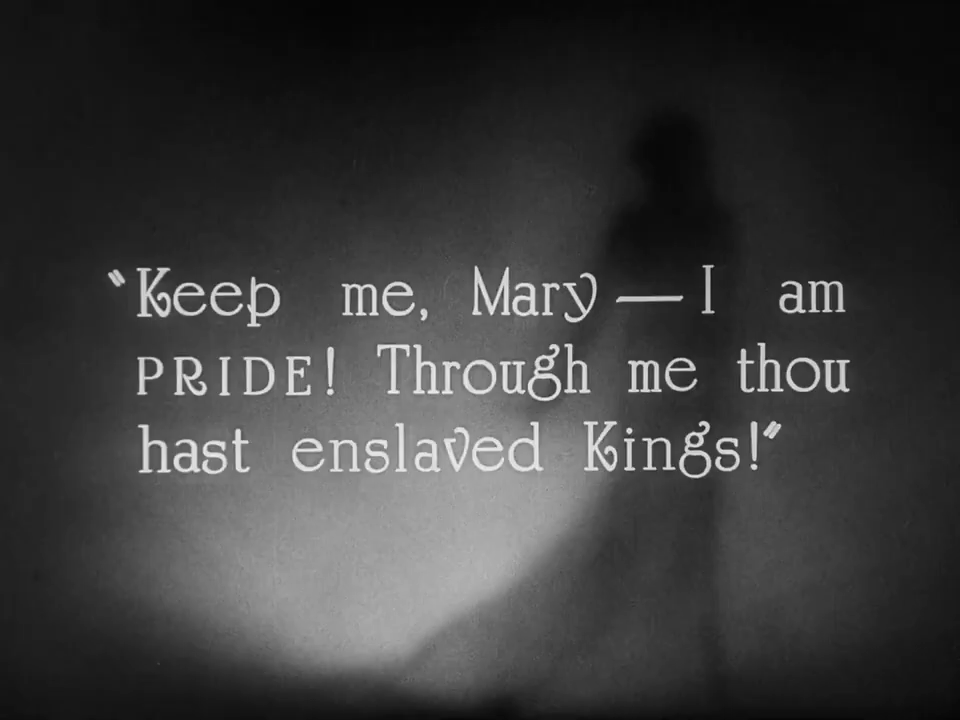 "Keep me, Mary — I am
PRIDE! Through me thou
hast enslaved Kings!"